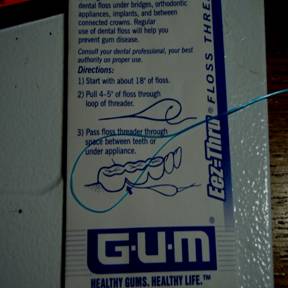 dental floss under bridges, orthodontic
appliances, implants, and between
connected crowns. Regular
use of dental floss will help you
prevent gum disease.
Consult your dental professional, your best
authority on proper use.
Directions:
1) Start with about 18" of floss.
2) Pull 4-5" of floss through
loop of threader.
3) Pass floss threader through
space between teeth or
under appliance.
Eez-Thru® FLOSS THRE
G·U·M®
HEALTHY GUMS. HEALTHY LIFE.™